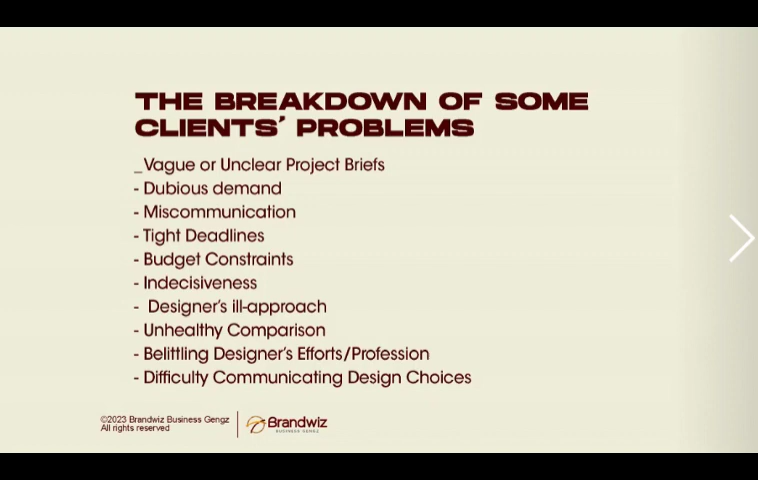 THE BREAKDOWN OF SOME
CLIENTS' PROBLEMS
_Vague or Unclear Project Briefs
- Dubious demand
- Miscommunication
- Tight Deadlines
- Budget Constraints
- Indecisiveness
- Designer's ill-approach
- Unhealthy Comparison
- Belittling Designer's Efforts/Profession
- Difficulty Communicating Design Choices
©2023 Brandwiz Business Gengz
All rights reserved
Brandwiz
BUSINESS GENGZ